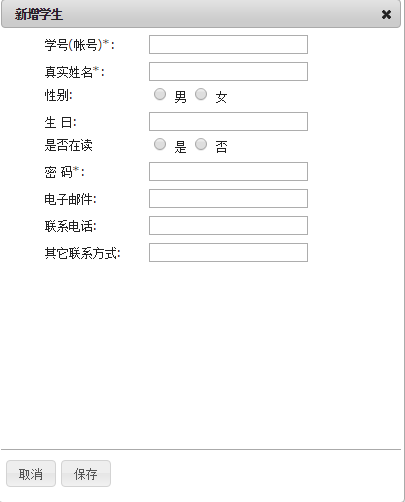 新增学生
学号(帐号)*:
真实姓名*:
性别: 男 女
生 日:
是否在读 是 否
密 码*:
电子邮件:
联系电话:
其它联系方式:
取消 保存